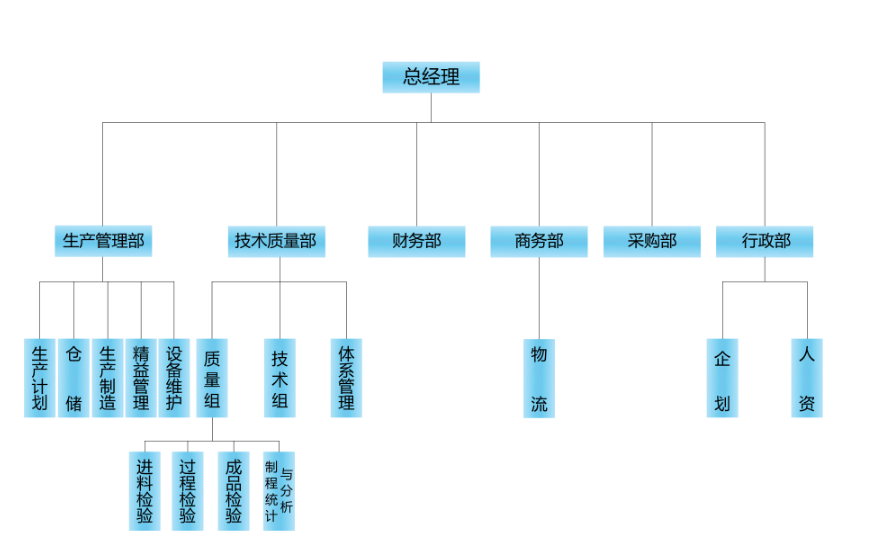 总经理
生产管理部
技术质量部
财务部
商务部
采购部
行政部
生产计划
仓储
生产制造
精益管理
设备维护
质量组
技术组
体系管理
物流
企划
人资
进料检验
过程检验
成品检验
制程统计
与分析